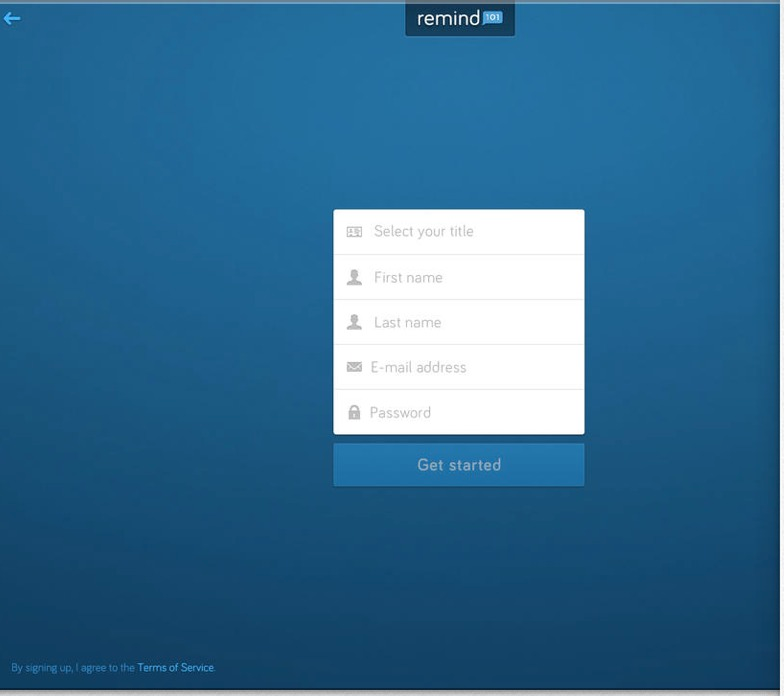 remind 101
Select your title
First name
Last name
E-mail address
Password
Get started
By signing up, I agree to the Terms of Service.